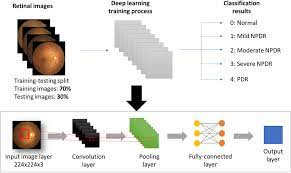 Retinal images
Training-testing split
Training images: 70%
Testing images: 30%
Deep learning
training process
Classification
results
0: Normal
1: Mild NPDR
2: Moderate NPDR
3: Severe NPDR
4: PDR
Input image layer
224x224x3
Convolution
layer
Pooling
layer
Fully-connected
layer
Output
layer